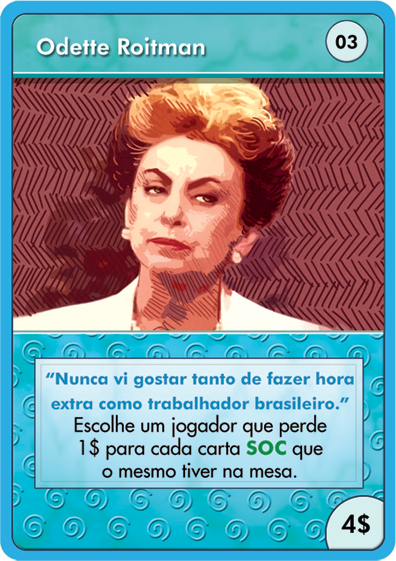 Odette Roitman
03
“Nunca vi gostar tanto de fazer hora
extra como trabalhador brasileiro.”
Escolhe um jogador que perde
1$ para cada carta SOC que
o mesmo tiver na mesa.
4$